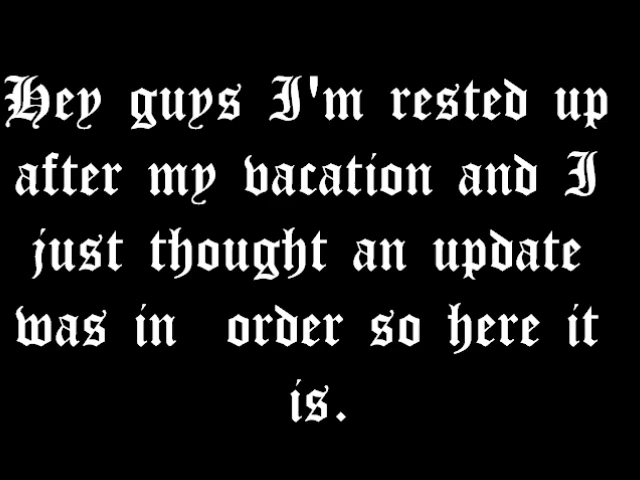 Hey guys I'm rested up
after my vacation and I
just thought an update
was in order so here it
is.